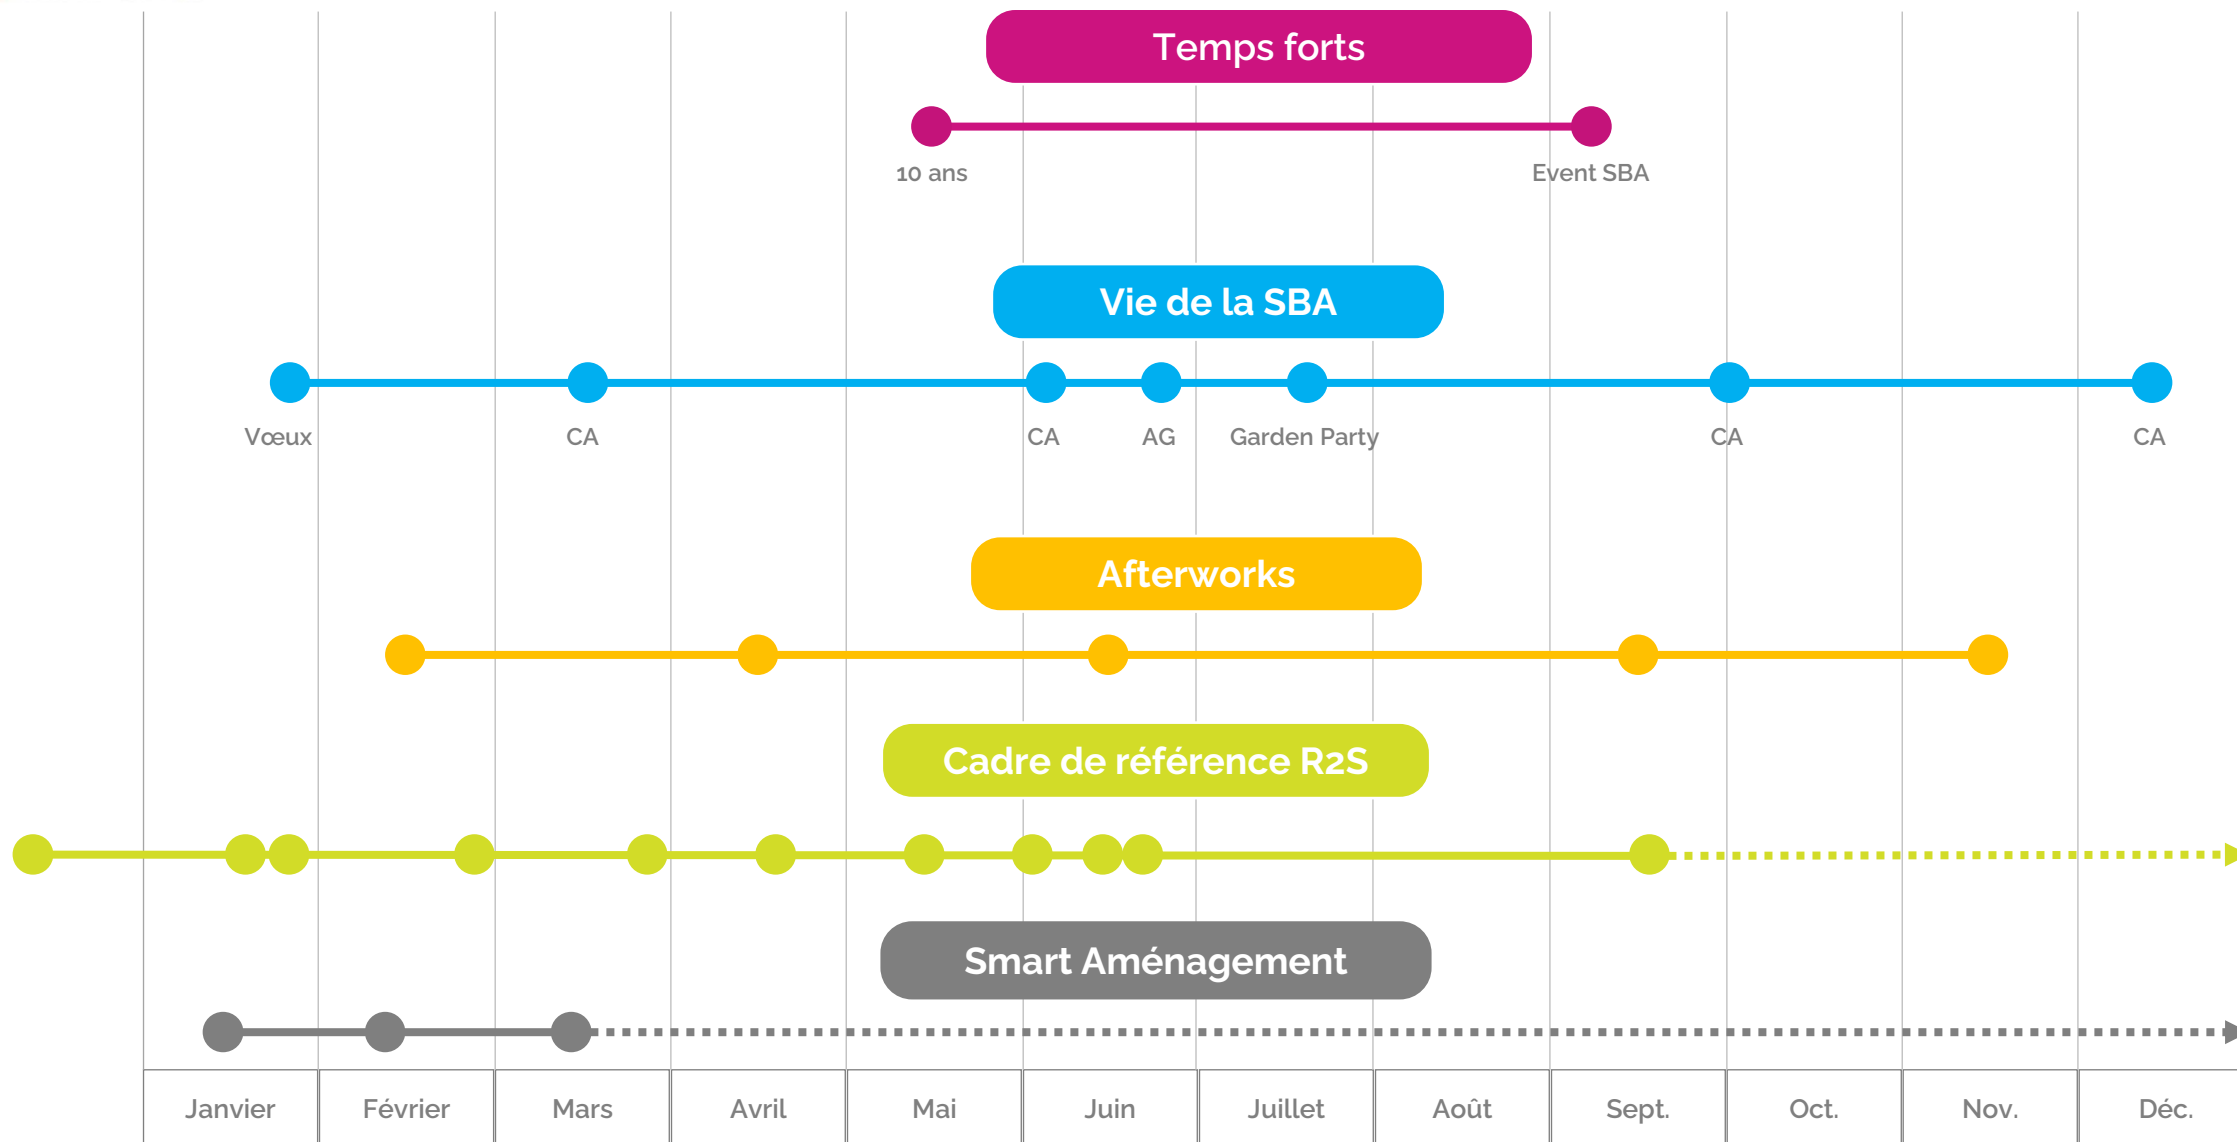 Temps forts
10 ans
Event SBA
Vie de la SBA
Vœux
CA
CA
AG
Garden Party
CA
CA
Afterworks
Cadre de référence R2S
Smart Aménagement
Janvier
Février
Mars
Avril
Mai
Juin
Juillet
Août
Sept.
Oct.
Nov.
Déc.